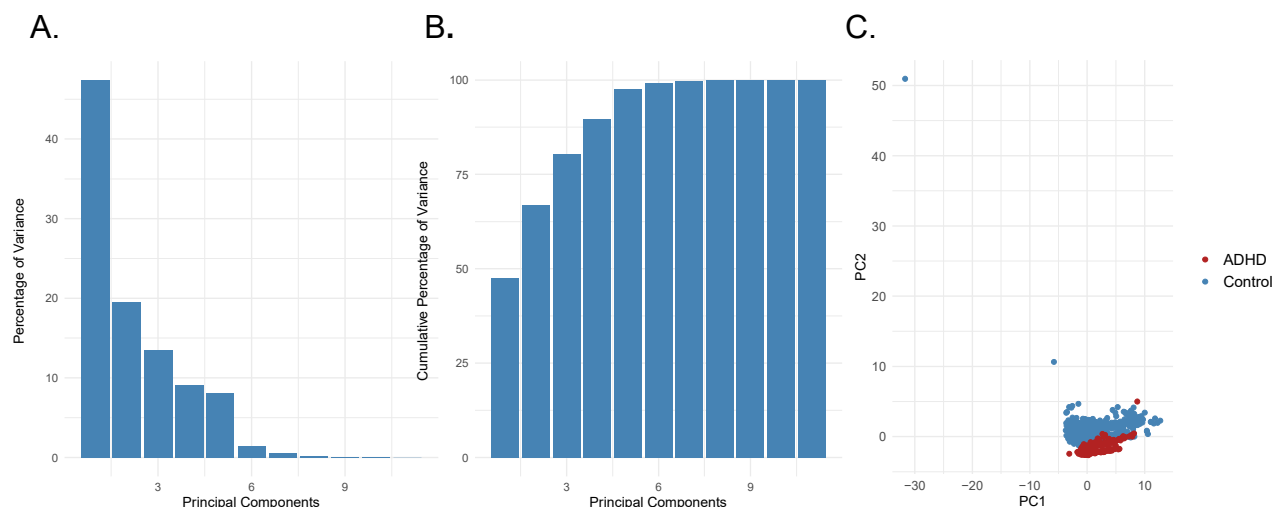 A.
B.
C.
Percentage of Variance
40
30
20
10
0
3
6
9
Principal Components
Cumulative Percentage of Variance
100
75
50
25
0
3
6
9
Principal Components
PC2
50
40
30
20
10
0
−30
−20
−10
0
10
PC1
ADHD
Control